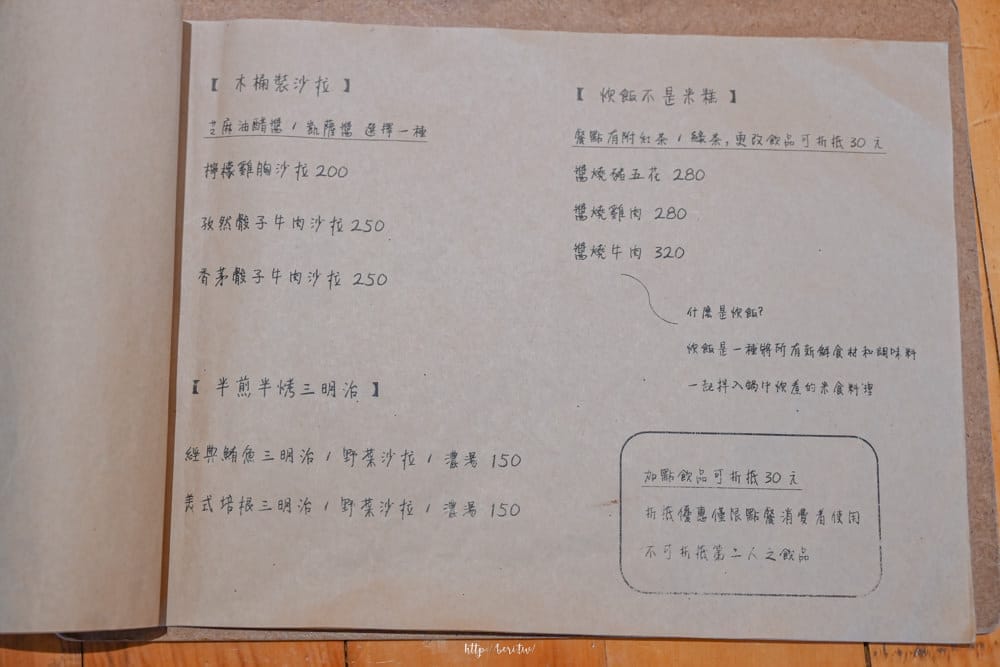 【 木桶裝沙拉 】
芝麻油醋醬 / 凱薩醬 選擇一種
檸檬雞胸沙拉 200
孜然骰子牛肉沙拉 250
香茅骰子牛肉沙拉 250
【 半煎半烤三明治 】
經典鮪魚三明治 / 野菜沙拉 / 濃湯 150
美式培根三明治 / 野菜沙拉 / 濃湯 150
【 炊飯不是米糕 】
餐點有附紅茶 / 綠茶, 更改飲品可折抵 30 元
醬燒豬五花 280
醬燒雞肉 280
醬燒牛肉 320
什麼是炊飯?
炊飯是一種將所有新鮮食材和調味料
一起拌入鍋中炊煮的米食料理
加點飲品可折抵 30 元
折抵優惠僅限點餐消費者使用
不可折抵第二人之飲品
http://beri.tw/